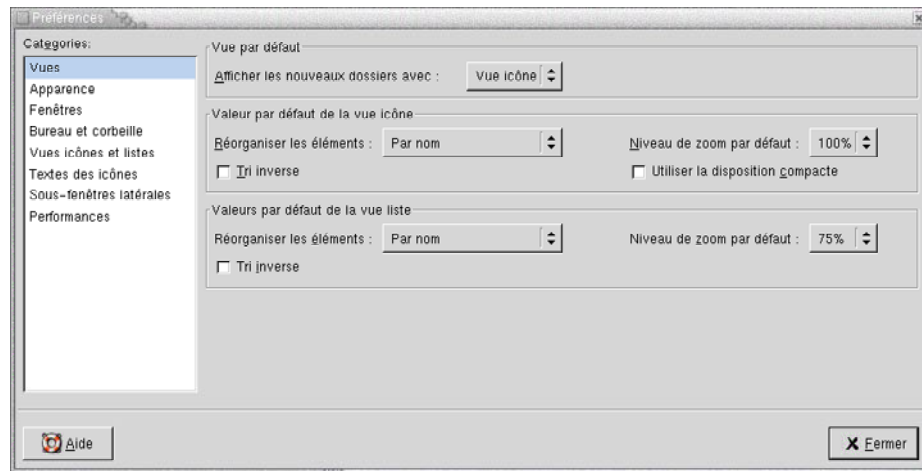 Préférences
Catégories:
Vues
Apparence
Fenêtres
Bureau et corbeille
Vues icônes et listes
Textes des icônes
Sous-fenêtres latérales
Performances
Vue par défaut
Afficher les nouveaux dossiers avec : Vue icône
Valeur par défaut de la vue icône
Réorganiser les éléments : Par nom Niveau de zoom par défaut : 100%
Tri inverse Utiliser la disposition compacte
Valeurs par défaut de la vue liste
Réorganiser les éléments : Par nom Niveau de zoom par défaut : 75%
Tri inverse
Aide Fermer